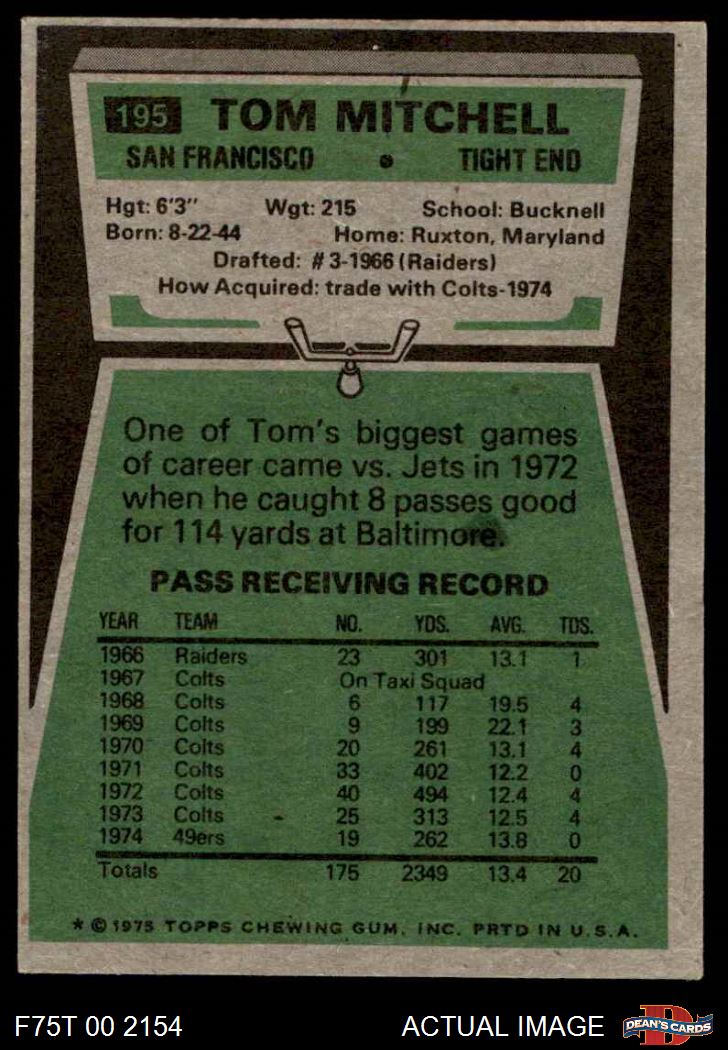 195 TOM MITCHELL
SAN FRANCISCO • TIGHT END
Hgt: 6'3" Wgt: 215 School: Bucknell
Born: 8-22-44 Home: Ruxton, Maryland
Drafted: #3-1966 (Raiders)
How Acquired: trade with Colts-1974
One of Tom's biggest games
of career came vs. Jets in 1972
when he caught 8 passes good
for 114 yards at Baltimore.
PASS RECEIVING RECORD
YEAR TEAM NO. YDS. AVG. TDS.
1966 Raiders 23 301 13.1 1
1967 Colts On Taxi Squad
1968 Colts 6 117 19.5 4
1969 Colts 9 199 22.1 3
1970 Colts 20 261 13.1 4
1971 Colts 33 402 12.2 0
1972 Colts 40 494 12.4 4
1973 Colts 25 313 12.5 4
1974 49ers 19 262 13.8 0
Totals 175 2349 13.4 20
* © 1975 TOPPS CHEWING GUM, INC. PRTD IN U.S.A.
F75T 00 2154 ACTUAL IMAGE D DEAN'S CARDS